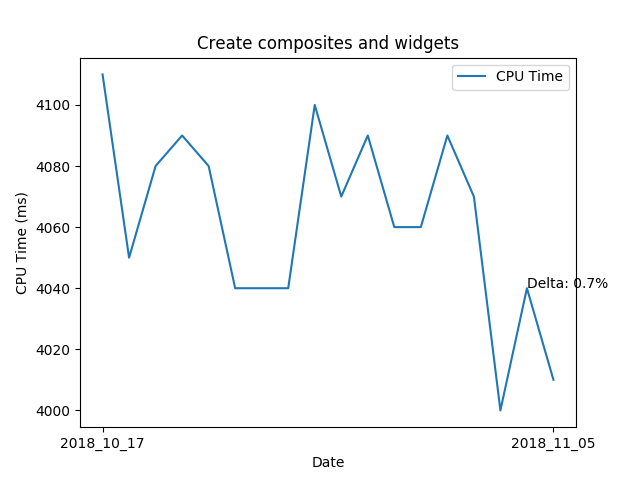 Create composites and widgets
CPU Time
4100
4080
4060
4040
4020
4000
CPU Time (ms)
Delta: 0.7%
2018_10_17
2018_11_05
Date